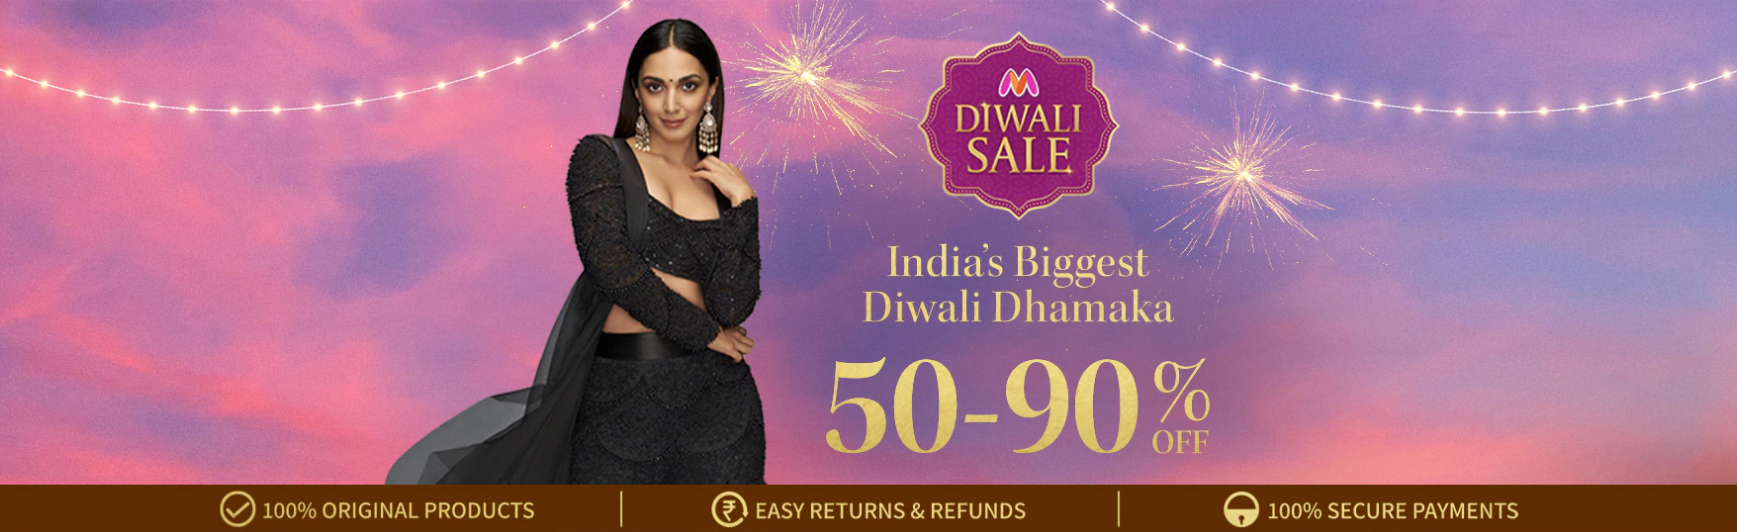 DIWALI
SALE
India's Biggest
Diwali Dhamaka
50-90%
OFF
100% ORIGINAL PRODUCTS
EASY RETURNS & REFUNDS
100% SECURE PAYMENTS